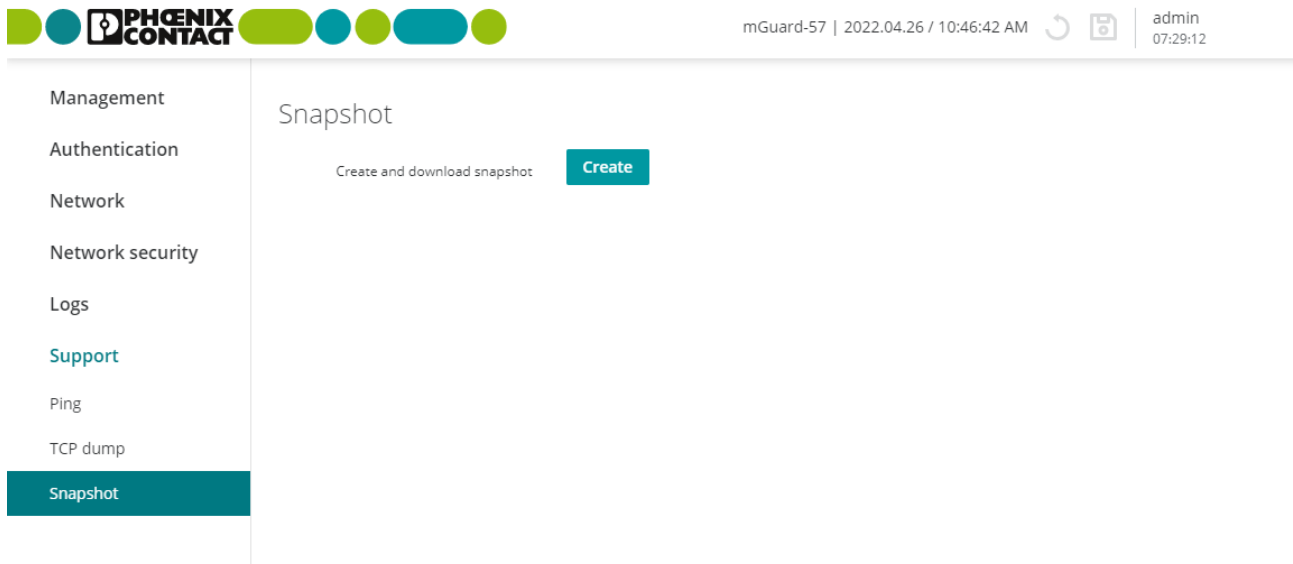 PHŒNIX
CONTACT
mGuard-57 | 2022.04.26 / 10:46:42 AM
admin
07:29:12
Management
Authentication
Network
Network security
Logs
Support
Ping
TCP dump
Snapshot
Snapshot
Create and download snapshot
Create